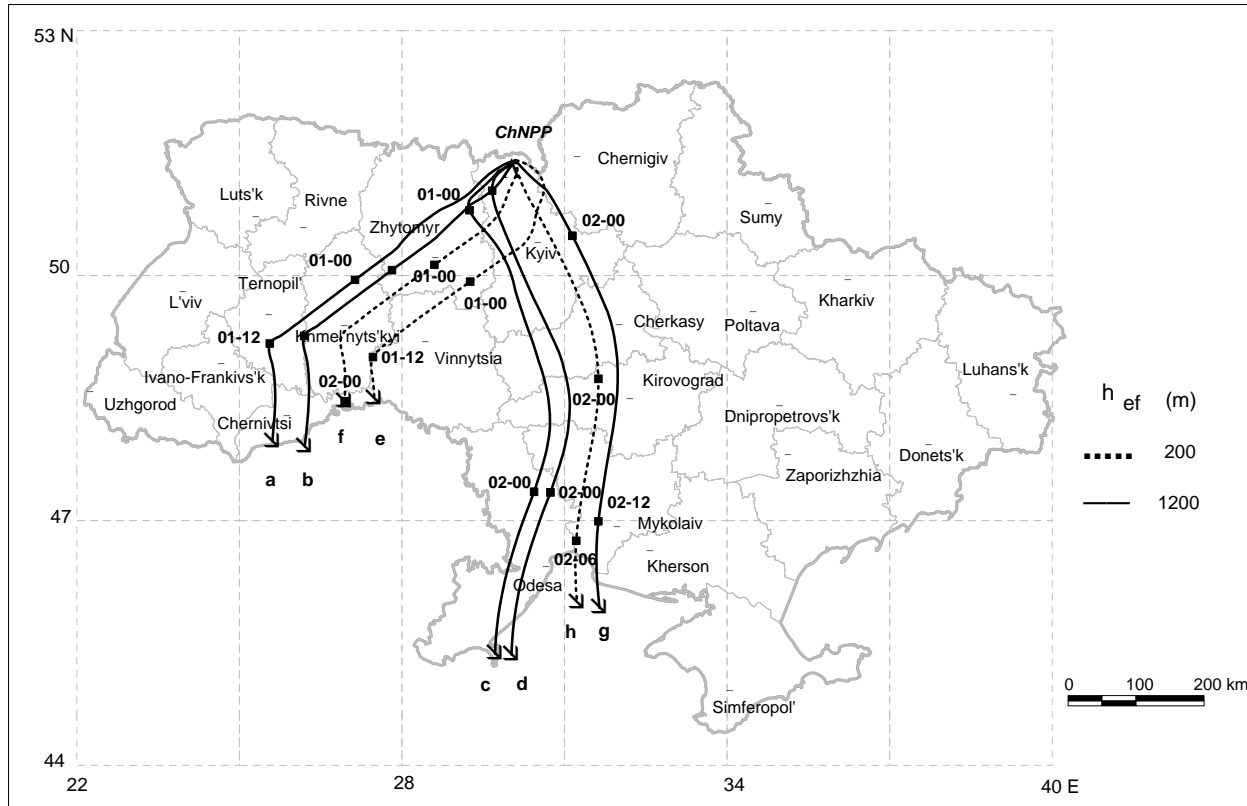 53 N
ChNPP
Chernigiv
Luts'k
Rivne
01-00
Sumy
Zhytomyr
02-00
Kyiv
01-00
50
01-00
Ternopil'
Kharkiv
L'viv
01-00
Cherkasy
Poltava
01-12
Khmel'nyts'kyi
01-12
Vinnytsia
Luhans'k
Ivano-Frankivs'k
Kirovograd
Uzhgorod
02-00
02-00
Dnipropetrovs'k
h ef (m)
Chernivtsi
f
e
Donets'k
200
Zaporizhzhia
a
b
02-00
02-00
02-12
1200
47
Mykolaiv
02-06
Kherson
Odesa
h
g
c
d
0 100 200 km
Simferopol'
44
22
28
34
40 E